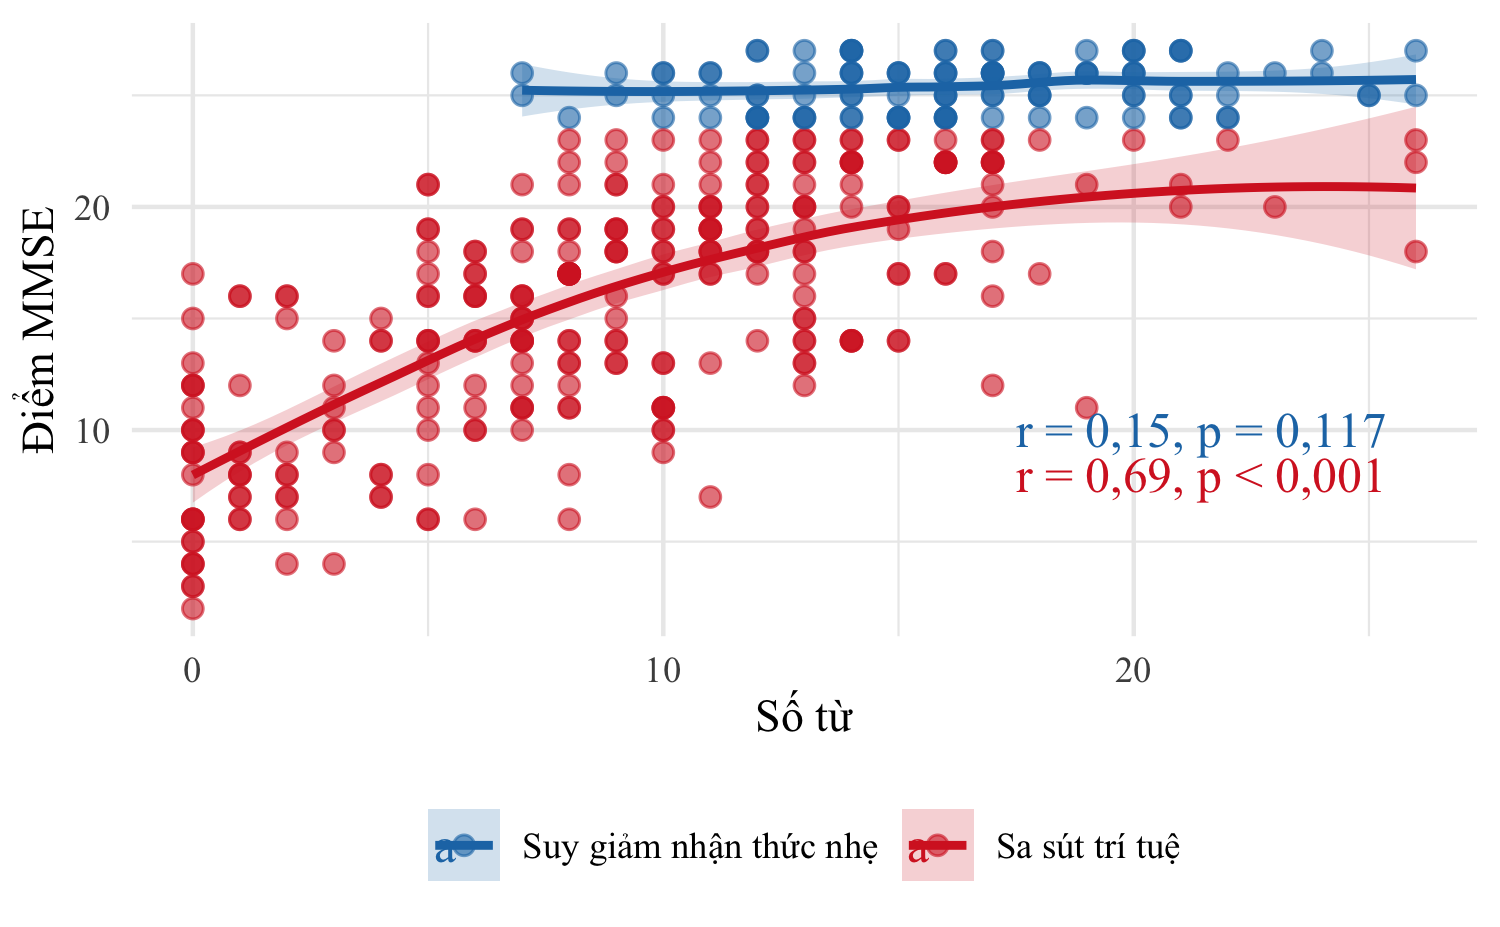 Điểm MMSE
20
10
r = 0,15, p = 0,117
r = 0,69, p < 0,001
0 10 20
Số từ
a Suy giảm nhận thức nhẹ a Sa sút trí tuệ